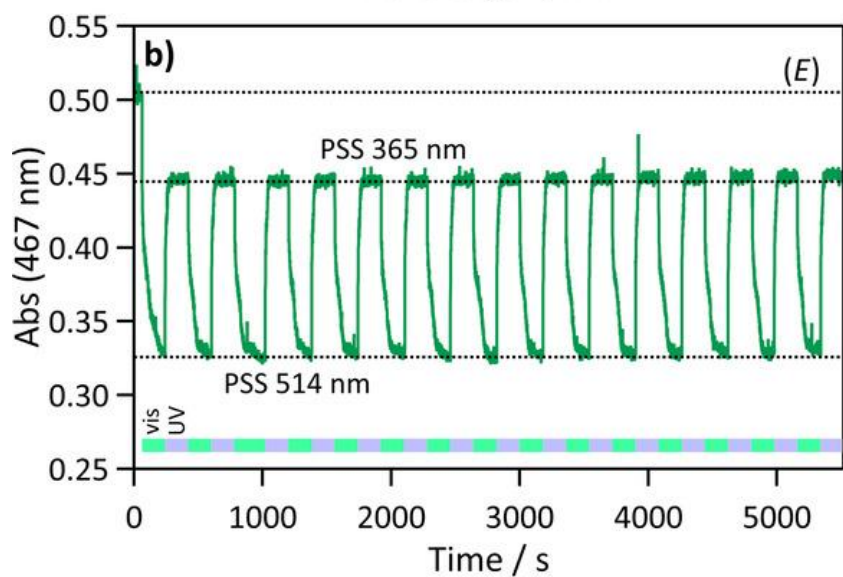 0.55
b)
(E)
0.50
PSS 365 nm
0.45
0.40
Abs (467 nm)
0.35
PSS 514 nm
0.30
vis
UV
0.25
0 1000 2000 3000 4000 5000
Time / s